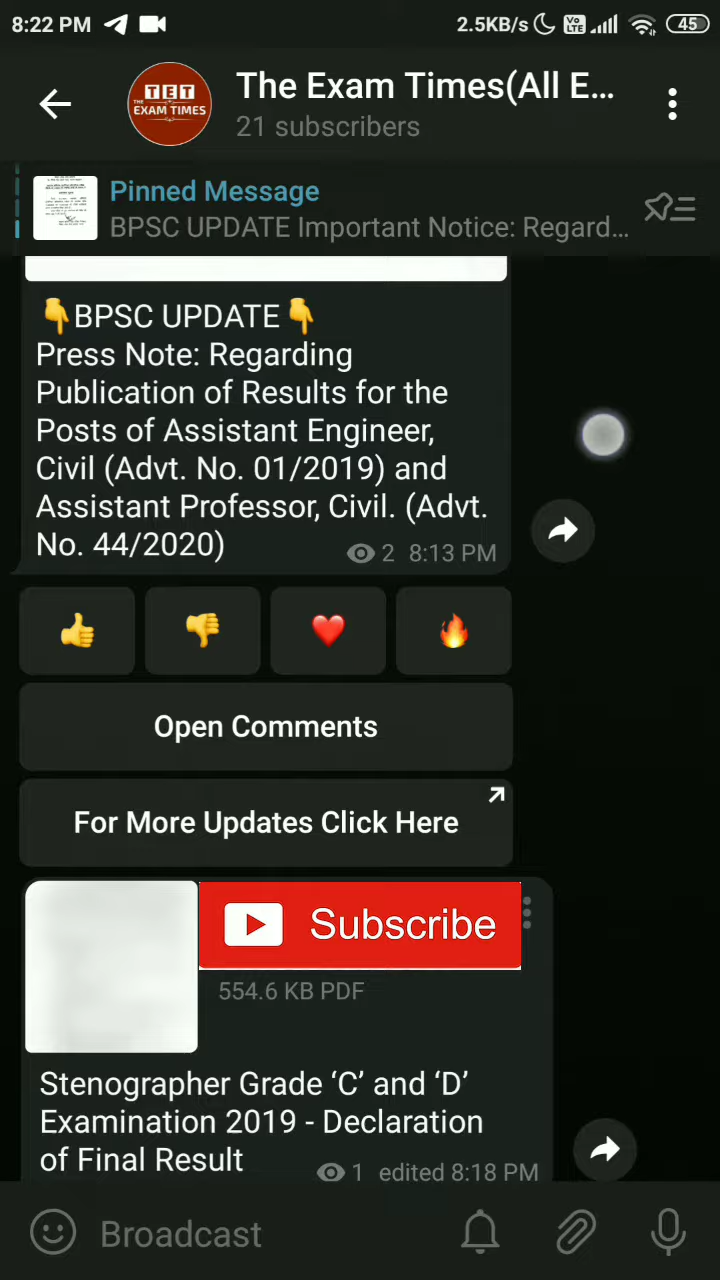 8:22 PM
2.5KB/s
Vo LTE
45
TET
THE
EXAM TIMES
The Exam Times(All E...
21 subscribers
Pinned Message
BPSC UPDATE Important Notice: Regard...
👇BPSC UPDATE👇
Press Note: Regarding
Publication of Results for the
Posts of Assistant Engineer,
Civil (Advt. No. 01/2019) and
Assistant Professor, Civil. (Advt.
No. 44/2020)
2 8:13 PM
Open Comments
For More Updates Click Here
Subscribe
554.6 KB PDF
Stenographer Grade ‘C’ and ‘D’
Examination 2019 - Declaration
of Final Result
1 edited 8:18 PM
Broadcast